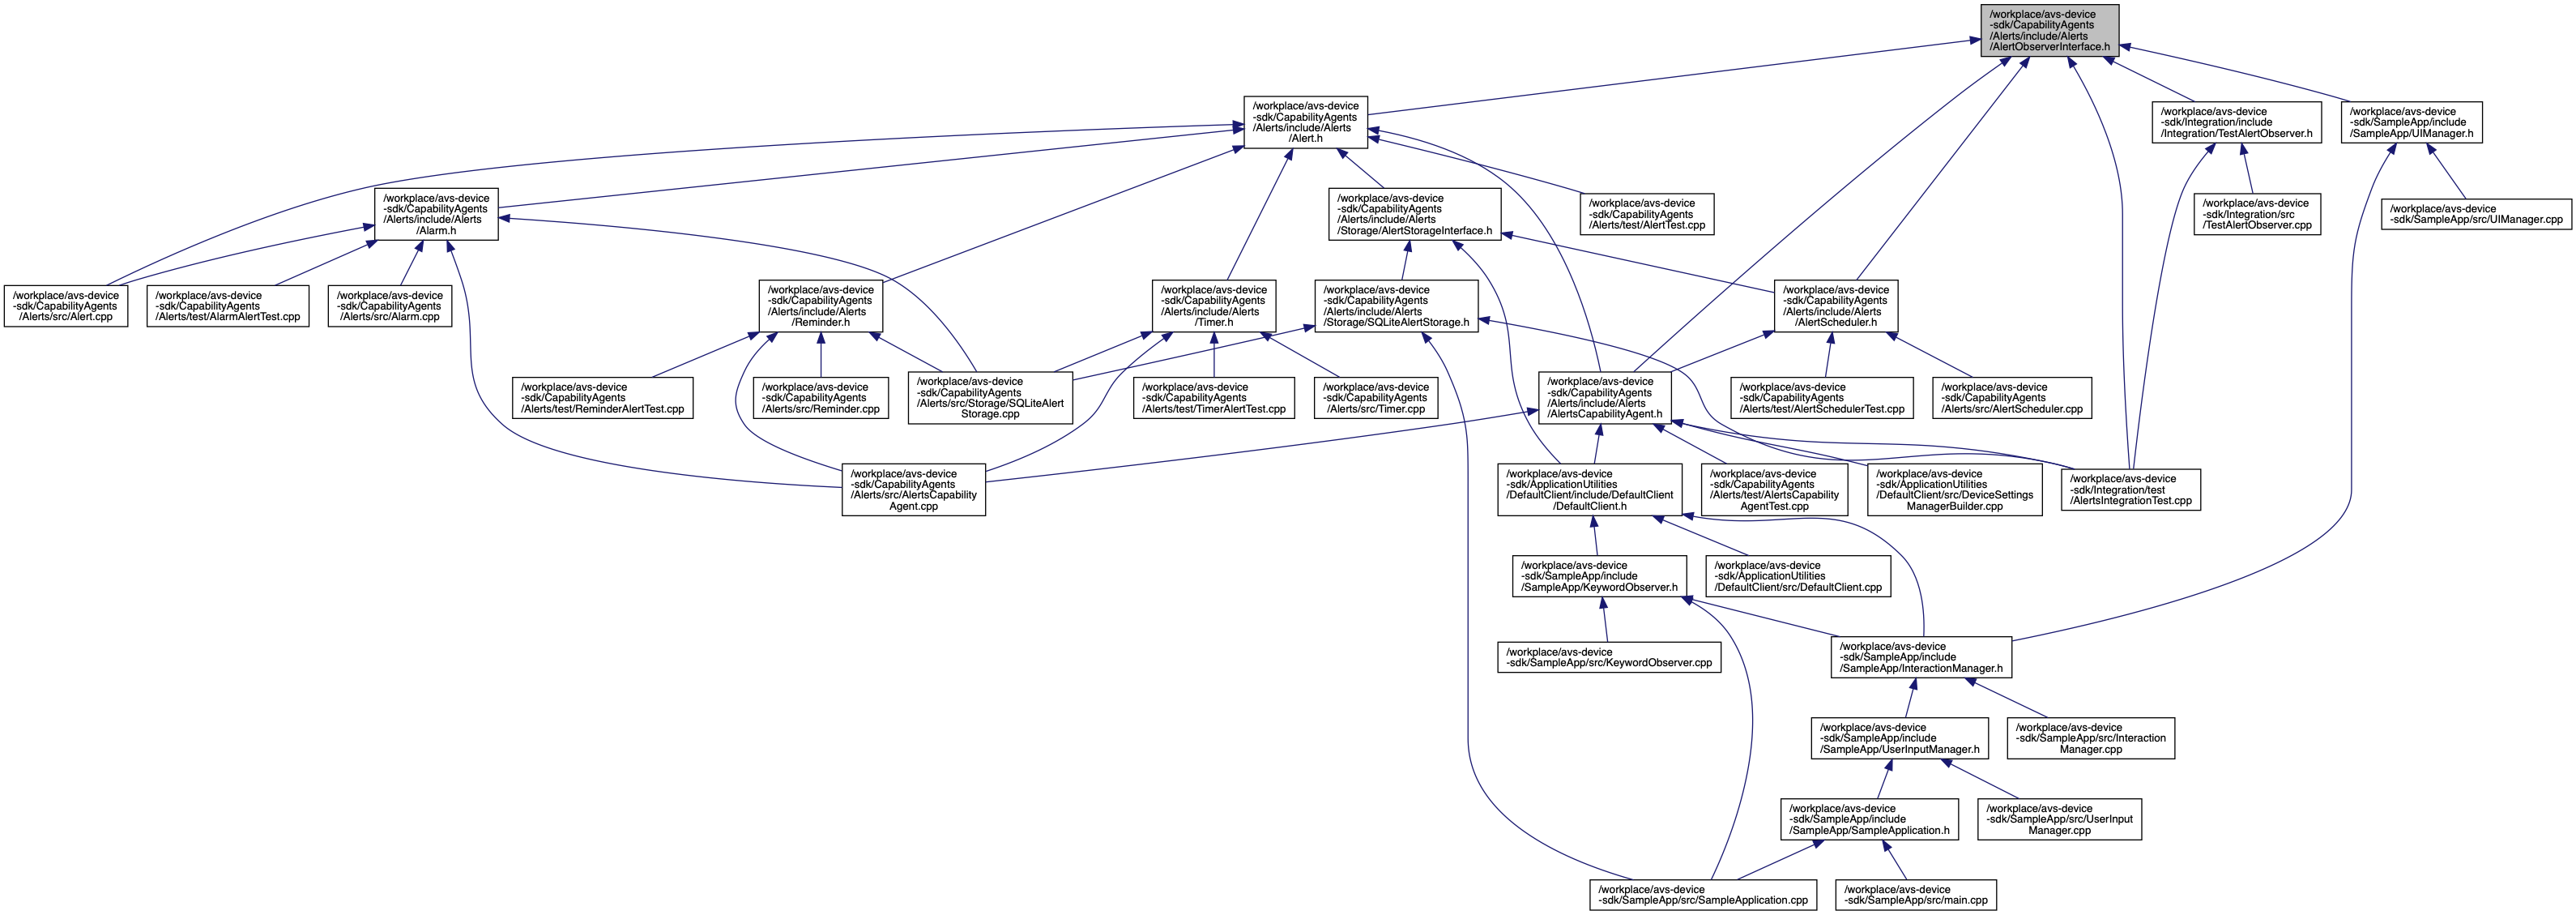 /workplace/avs-device
-sdk/CapabilityAgents
/Alerts/include/Alerts
/AlertObserverInterface.h
/workplace/avs-device
-sdk/CapabilityAgents
/Alerts/include/Alerts
/Alert.h
/workplace/avs-device
-sdk/Integration/include
/Integration/TestAlertObserver.h
/workplace/avs-device
-sdk/SampleApp/include
/SampleApp/UIManager.h
/workplace/avs-device
-sdk/CapabilityAgents
/Alerts/include/Alerts
/Alarm.h
/workplace/avs-device
-sdk/CapabilityAgents
/Alerts/include/Alerts
/Storage/AlertStorageInterface.h
/workplace/avs-device
-sdk/CapabilityAgents
/Alerts/test/AlertTest.cpp
/workplace/avs-device
-sdk/Integration/src
/TestAlertObserver.cpp
/workplace/avs-device
-sdk/SampleApp/src/UIManager.cpp
/workplace/avs-device
-sdk/CapabilityAgents
/Alerts/src/Alert.cpp
/workplace/avs-device
-sdk/CapabilityAgents
/Alerts/test/AlarmAlertTest.cpp
/workplace/avs-device
-sdk/CapabilityAgents
/Alerts/src/Alarm.cpp
/workplace/avs-device
-sdk/CapabilityAgents
/Alerts/include/Alerts
/Reminder.h
/workplace/avs-device
-sdk/CapabilityAgents
/Alerts/include/Alerts
/Timer.h
/workplace/avs-device
-sdk/CapabilityAgents
/Alerts/include/Alerts
/Storage/SQLiteAlertStorage.h
/workplace/avs-device
-sdk/CapabilityAgents
/Alerts/include/Alerts
/AlertScheduler.h
/workplace/avs-device
-sdk/CapabilityAgents
/Alerts/test/ReminderAlertTest.cpp
/workplace/avs-device
-sdk/CapabilityAgents
/Alerts/src/Reminder.cpp
/workplace/avs-device
-sdk/CapabilityAgents
/Alerts/src/Storage/SQLiteAlert
Storage.cpp
/workplace/avs-device
-sdk/CapabilityAgents
/Alerts/test/TimerAlertTest.cpp
/workplace/avs-device
-sdk/CapabilityAgents
/Alerts/src/Timer.cpp
/workplace/avs-device
-sdk/CapabilityAgents
/Alerts/include/Alerts
/AlertsCapabilityAgent.h
/workplace/avs-device
-sdk/CapabilityAgents
/Alerts/test/AlertSchedulerTest.cpp
/workplace/avs-device
-sdk/CapabilityAgents
/Alerts/src/AlertScheduler.cpp
/workplace/avs-device
-sdk/CapabilityAgents
/Alerts/src/AlertsCapability
Agent.cpp
/workplace/avs-device
-sdk/ApplicationUtilities
/DefaultClient/include/DefaultClient
/DefaultClient.h
/workplace/avs-device
-sdk/CapabilityAgents
/Alerts/test/AlertsCapability
AgentTest.cpp
/workplace/avs-device
-sdk/ApplicationUtilities
/DefaultClient/src/DeviceSettings
ManagerBuilder.cpp
/workplace/avs-device
-sdk/Integration/test
/AlertsIntegrationTest.cpp
/workplace/avs-device
-sdk/SampleApp/include
/SampleApp/KeywordObserver.h
/workplace/avs-device
-sdk/ApplicationUtilities
/DefaultClient/src/DefaultClient.cpp
/workplace/avs-device
-sdk/SampleApp/src/KeywordObserver.cpp
/workplace/avs-device
-sdk/SampleApp/include
/SampleApp/InteractionManager.h
/workplace/avs-device
-sdk/SampleApp/include
/SampleApp/UserInputManager.h
/workplace/avs-device
-sdk/SampleApp/src/Interaction
Manager.cpp
/workplace/avs-device
-sdk/SampleApp/include
/SampleApp/SampleApplication.h
/workplace/avs-device
-sdk/SampleApp/src/UserInput
Manager.cpp
/workplace/avs-device
-sdk/SampleApp/src/SampleApplication.cpp
/workplace/avs-device
-sdk/SampleApp/src/main.cpp